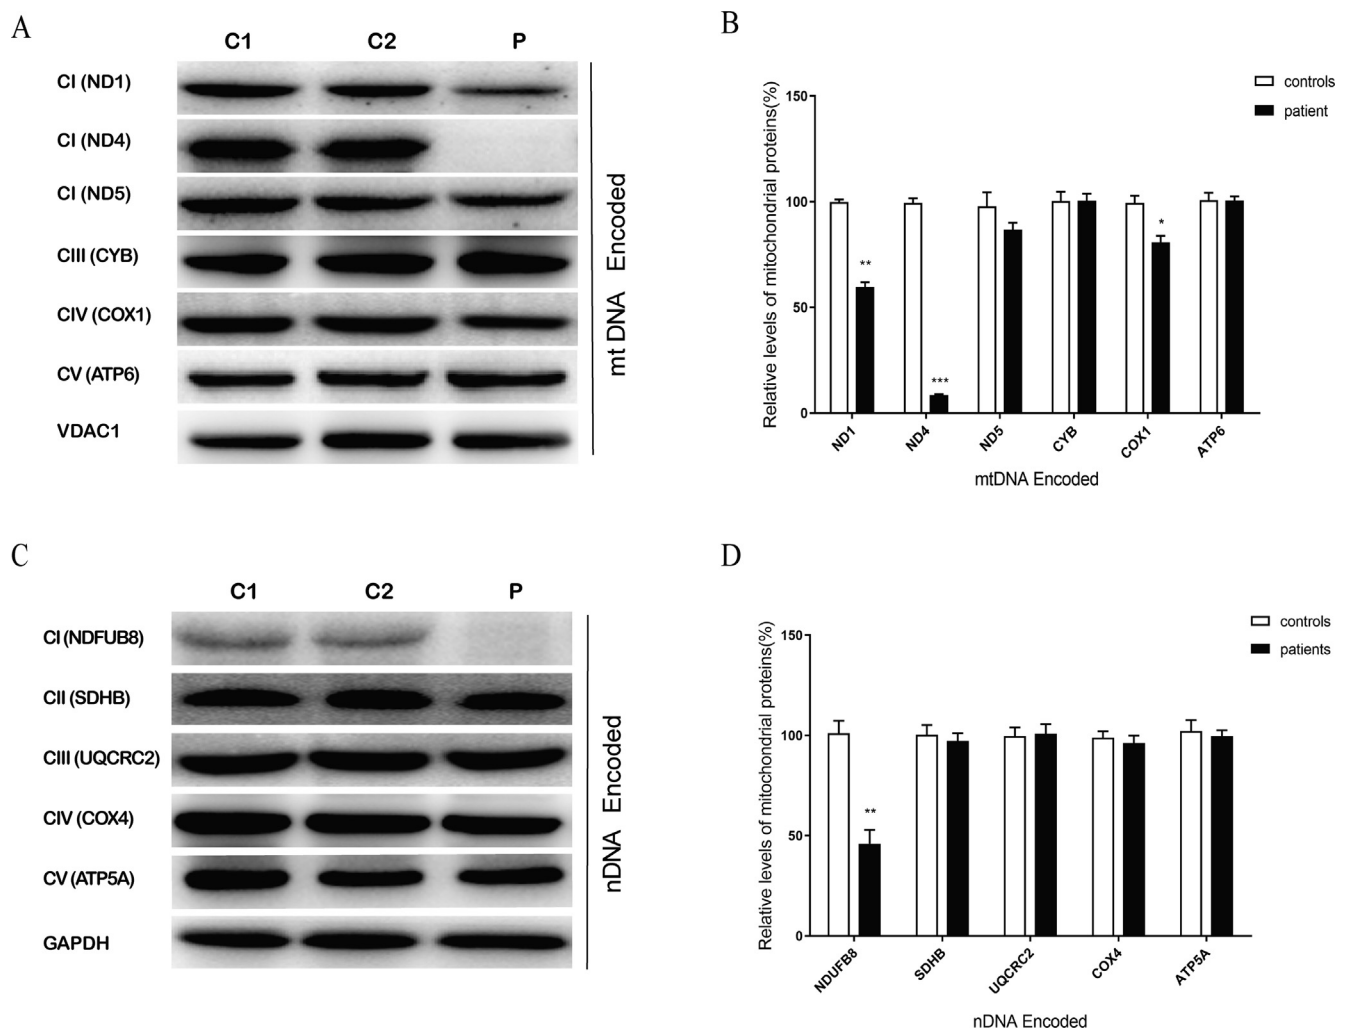 A
C1 C2 P
CI (ND1)
CI (ND4)
CI (ND5)
CIII (CYB)
CIV (COX1)
CV (ATP6)
VDAC1
mt DNA Encoded
B
controls
patient
Relative levels of mitochondrial proteins(%)
150
100
50
0
**
***
*
ND1 ND4 ND5 CYB COX1 ATP6
mtDNA Encoded
C
C1 C2 P
CI (NDFUB8)
CII (SDHB)
CIII (UQCRC2)
CIV (COX4)
CV (ATP5A)
GAPDH
nDNA Encoded
D
controls
patients
Relative levels of mitochondrial proteins(%)
150
100
50
0
**
NDUFB8 SDHB UQCRC2 COX4 ATP5A
nDNA Encoded